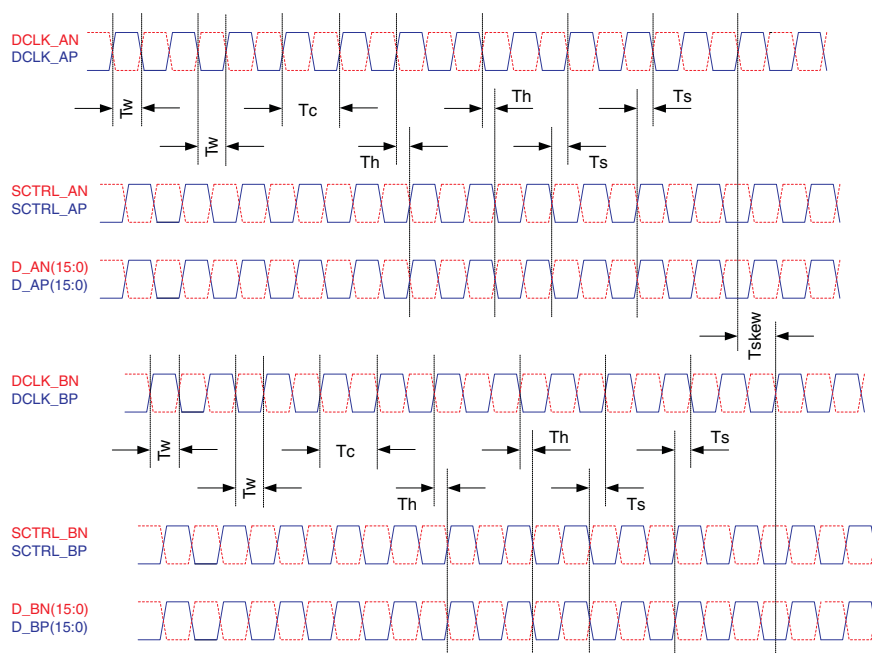 DCLK_AN
DCLK_AP
Tw
Tc
Th
Ts
Tw
Th
Ts
SCTRL_AN
SCTRL_AP
D_AN(15:0)
D_AP(15:0)
Tskew
DCLK_BN
DCLK_BP
Tw
Tc
Th
Ts
Tw
Th
Ts
SCTRL_BN
SCTRL_BP
D_BN(15:0)
D_BP(15:0)